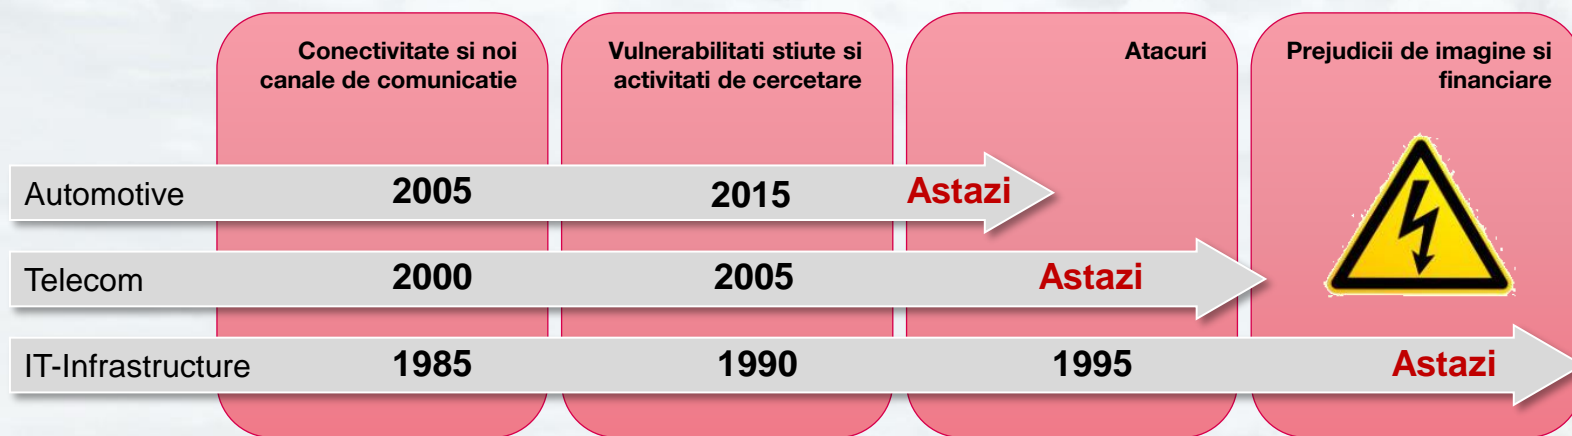 Conectivitate si noi
canale de comunicatie
Vulnerabilitati stiute si
activitati de cercetare
Atacuri
Prejudicii de imagine si
financiare
Automotive 2005 2015 Astazi
Telecom 2000 2005 Astazi
IT-Infrastructure 1985 1990 1995 Astazi